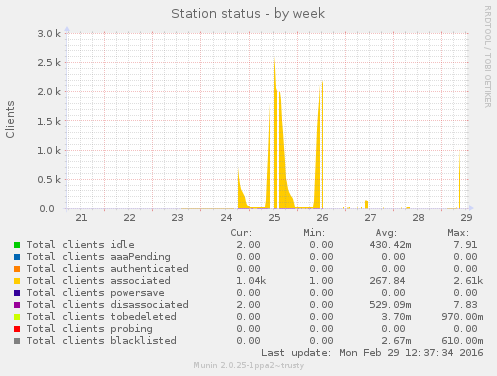 Station status - by week
RRDTOOL / TOBI OETIKER
Clients
3.0 k
2.5 k
2.0 k
1.5 k
1.0 k
0.5 k
0.0
21 22 23 24 25 26 27 28 29
Cur: Min: Avg: Max:
Total clients idle 2.00 0.00 430.42m 7.91
Total clients aaaPending 0.00 0.00 0.00 0.00
Total clients authenticated 0.00 0.00 0.00 0.00
Total clients associated 1.04k 1.00 267.84 2.61k
Total clients powersave 0.00 0.00 0.00 0.00
Total clients disassociated 2.00 0.00 529.09m 7.83
Total clients tobedeleted 0.00 0.00 3.70m 970.00m
Total clients probing 0.00 0.00 0.00 0.00
Total clients blacklisted 0.00 0.00 2.67m 610.00m
Last update: Mon Feb 29 12:37:34 2016
Munin 2.0.25-1ppa2~trusty